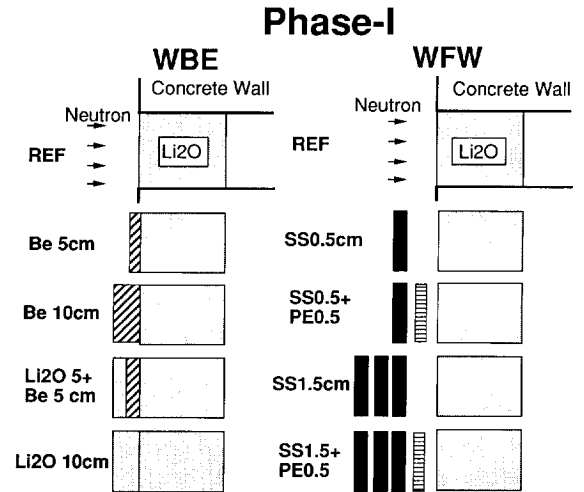 Phase-I
WBE
Concrete Wall
Neutron
REF
Li2O
Be 5cm
Be 10cm
Li2O 5+
Be 5 cm
Li2O 10cm
WFW
Concrete Wall
REF
Li2O
SS0.5cm
SS0.5+
PE0.5
SS1.5cm
SS1.5+
PE0.5